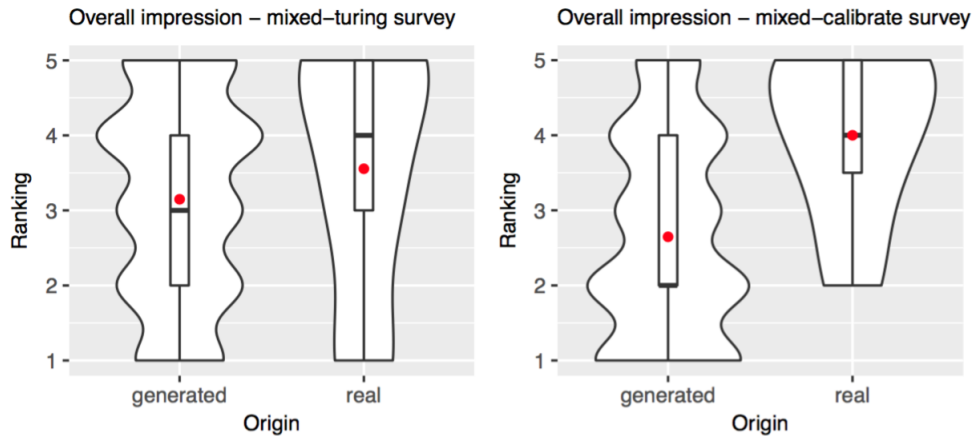 Overall impression – mixed–turing survey
5
4
3
2
1
Ranking
generated real
Origin
Overall impression – mixed–calibrate survey
5
4
3
2
1
Ranking
generated real
Origin